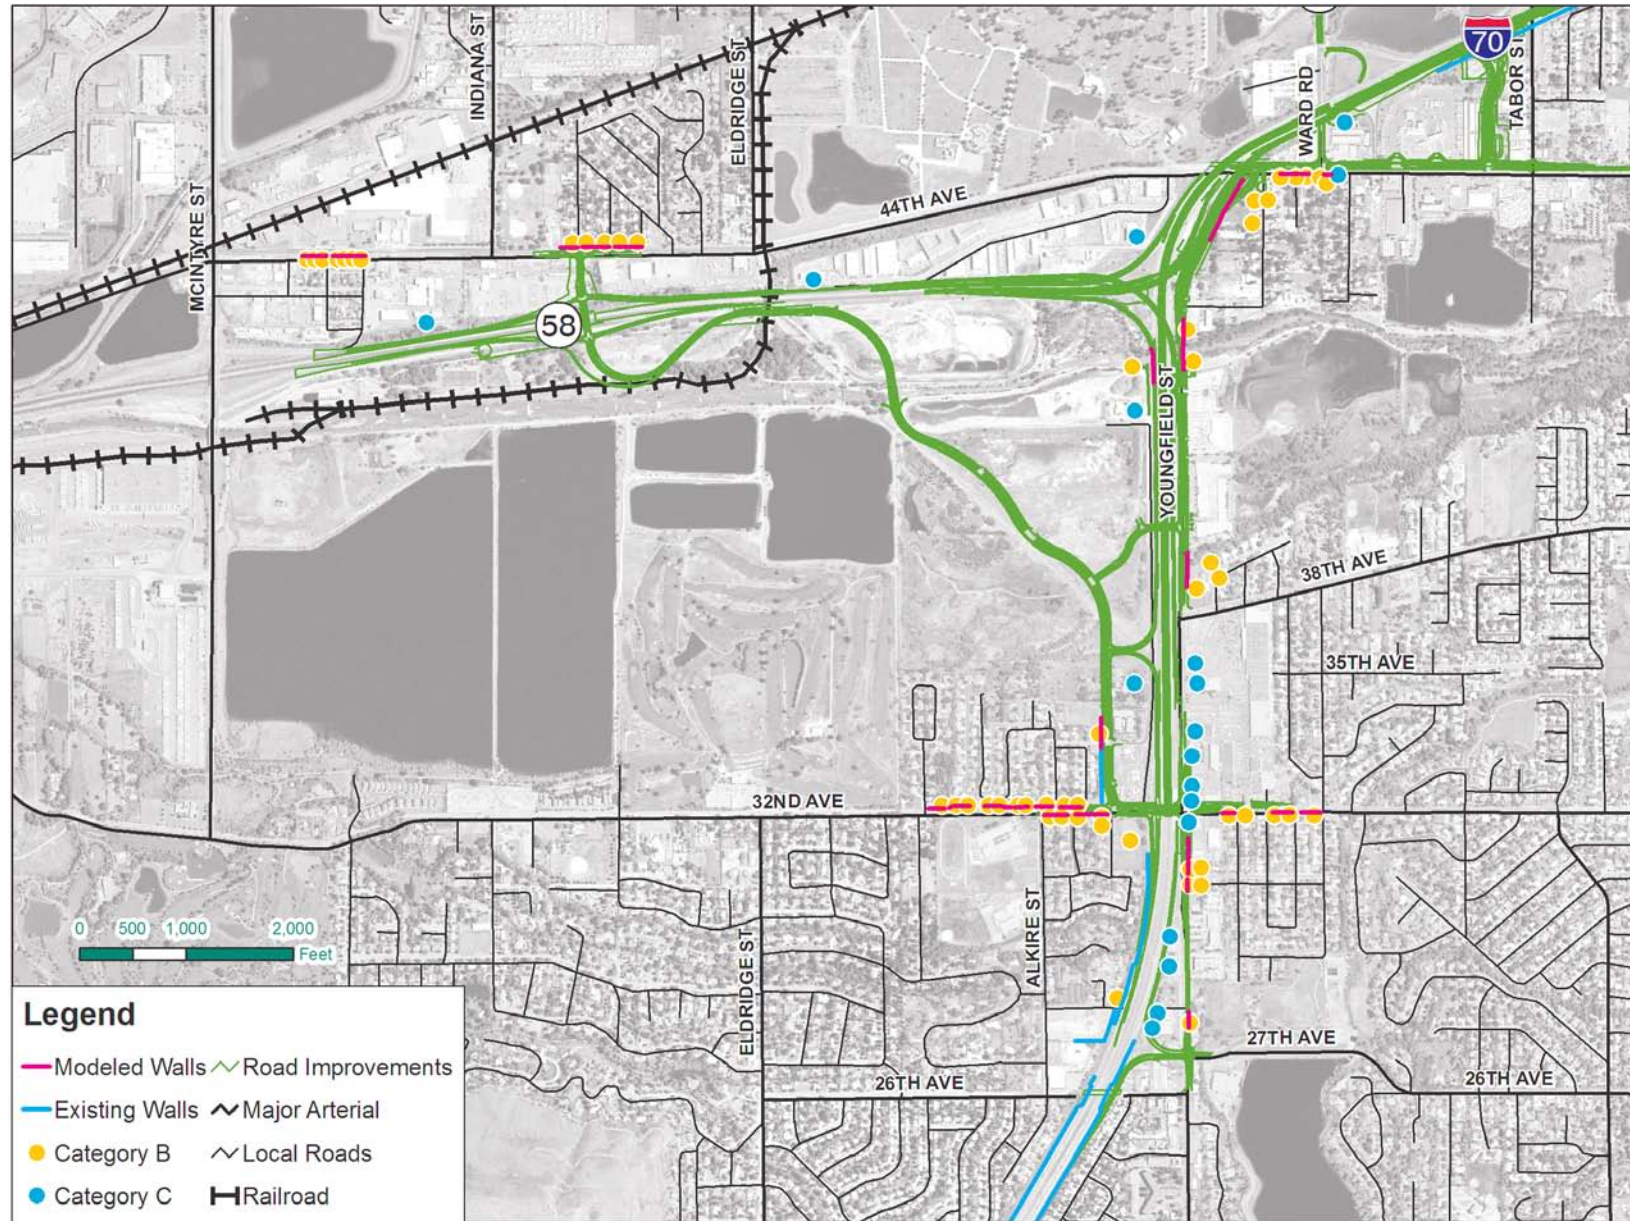 INDIANA ST
ELDRIDGE ST
70
WARD RD
TABOR ST
MCINTYRE ST
44TH AVE
58
YOUNGFIELD ST
38TH AVE
35TH AVE
32ND AVE
0 500 1,000 2,000
Feet
ALKIRE ST
ELDRIDGE ST
27TH AVE
26TH AVE
26TH AVE
Legend
Modeled Walls Road Improvements
Existing Walls Major Arterial
Category B Local Roads
Category C Railroad